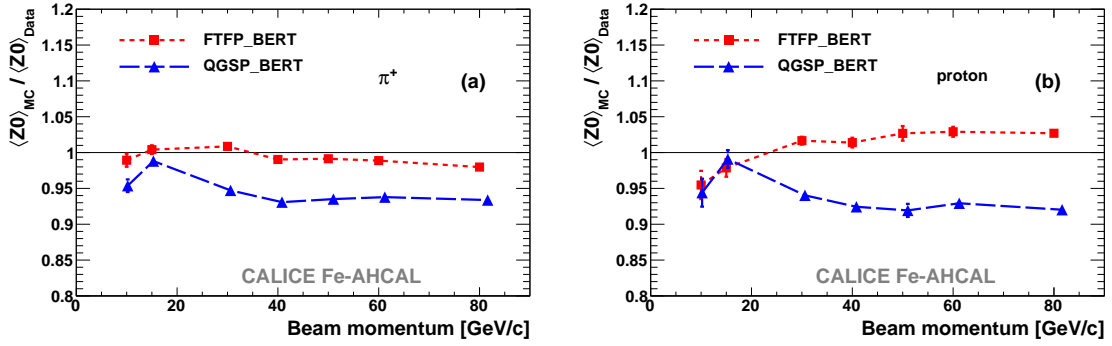 ⟨Z0⟩MC / ⟨Z0⟩Data
1.2
1.15
1.1
1.05
1
0.95
0.9
0.85
0.8
FTFP_BERT
QGSP_BERT
π+
(a)
CALICE Fe-AHCAL
0 20 40 60 80
Beam momentum [GeV/c]
⟨Z0⟩MC / ⟨Z0⟩Data
1.2
1.15
1.1
1.05
1
0.95
0.9
0.85
0.8
FTFP_BERT
QGSP_BERT
proton
(b)
CALICE Fe-AHCAL
0 20 40 60 80
Beam momentum [GeV/c]